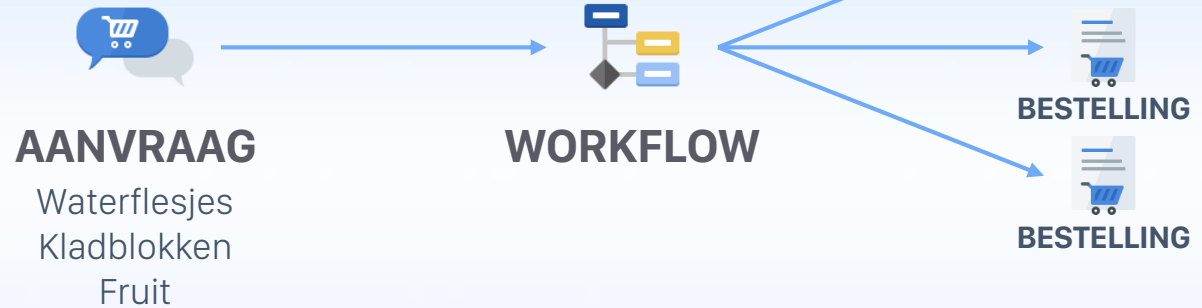 AANVRAAG
Waterflesjes
Kladblokken
Fruit
WORKFLOW
BESTELLING
BESTELLING